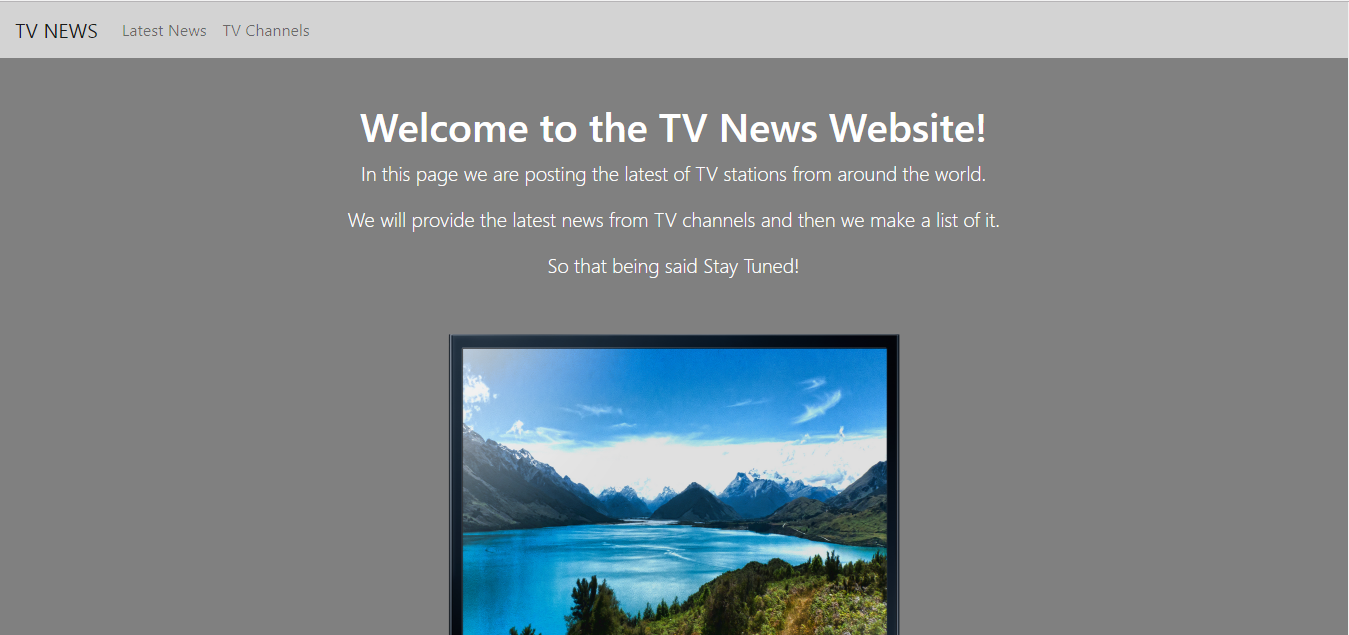 TV NEWS Latest News TV Channels
Welcome to the TV News Website!
In this page we are posting the latest of TV stations from around the world.
We will provide the latest news from TV channels and then we make a list of it.
So that being said Stay Tuned!